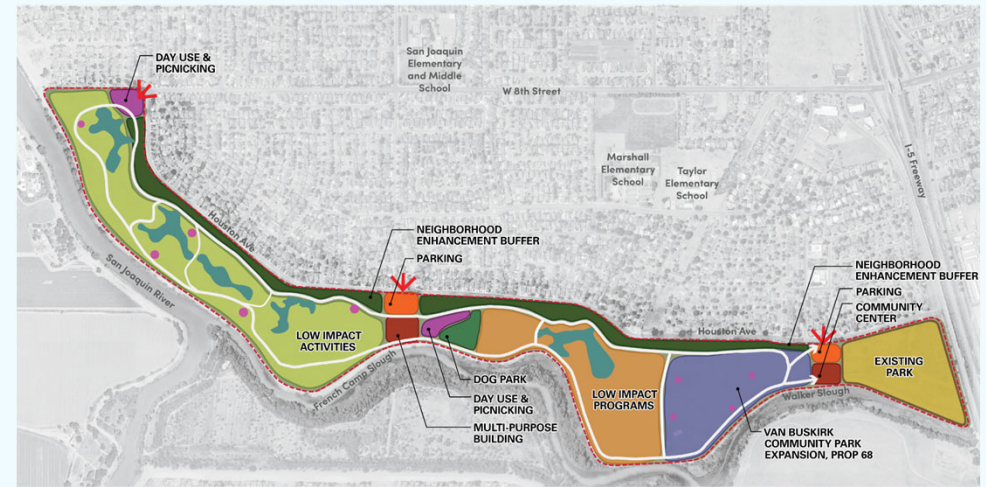 DAY USE &
PICNICKING
San Joaquin
Elementary
and Middle
School
W 8th Street
I-5 Freeway
Marshall
Elementary
School
Taylor
Elementary
School
Houston Ave
NEIGHBORHOOD
ENHANCEMENT BUFFER
PARKING
San Joaquin River
NEIGHBORHOOD
ENHANCEMENT BUFFER
PARKING
COMMUNITY
CENTER
Houston Ave
LOW IMPACT
ACTIVITIES
EXISTING
PARK
French Camp Slough
DOG PARK
DAY USE &
PICNICKING
MULTI-PURPOSE
BUILDING
LOW IMPACT
PROGRAMS
Walker Slough
VAN BUSKIRK
COMMUNITY PARK
EXPANSION, PROP 68